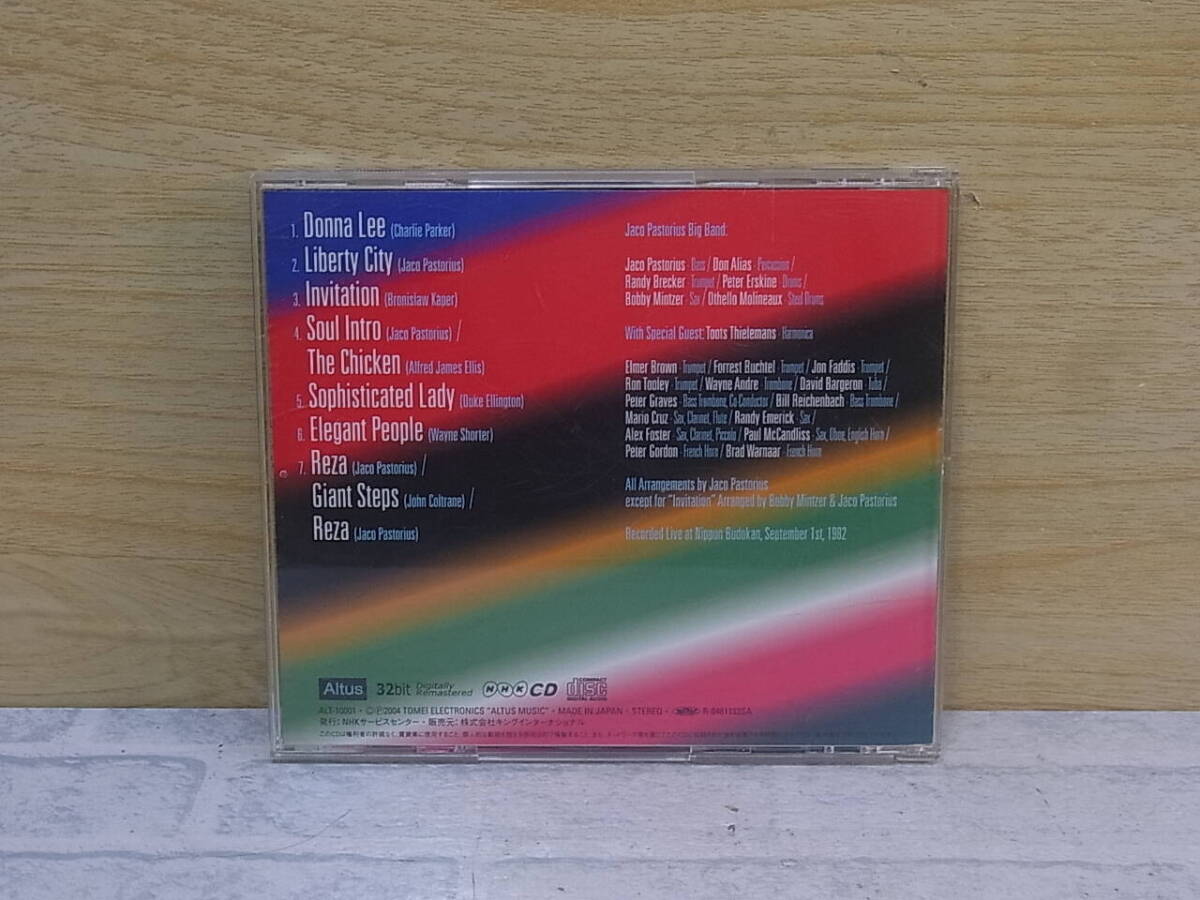 1. Donna Lee (Charlie Parker)
2. Liberty City (Jaco Pastorius)
3. Invitation (Bronislaw Kaper)
4. Soul Intro (Jaco Pastorius) /
The Chicken (Alfred James Ellis)
5. Sophisticated Lady (Duke Ellington)
6. Elegant People (Wayne Shorter)
7. Reza (Jaco Pastorius) /
Giant Steps (John Coltrane) /
Reza (Jaco Pastorius)
Jaco Pastorius Big Band:
Jaco Pastorius · Bass / Don Alias · Percussion /
Randy Brecker · Trumpet / Peter Erskine · Drums /
Bobby Mintzer · Sax / Othello Molineaux · Steel Drums
With Special Guest: Toots Thielemans · Harmonica
Elmer Brown · Trumpet / Forrest Buchtel · Trumpet / Jon Faddis · Trumpet /
Ron Tooley · Trumpet / Wayne Andre · Trombone / David Bargeron · Tuba /
Peter Graves · Bass Trombone, Co-Conductor / Bill Reichenbach · Bass Trombone /
Mario Cruz · Sax, Clarinet, Flute / Randy Emerick · Sax /
Alex Foster · Sax, Clarinet, Piccolo / Paul McCandliss · Sax, Oboe, English Horn /
Peter Gordon · French Horn / Brad Warnaar · French Horn
All Arrangements by Jaco Pastorius
except for "Invitation" Arranged by Bobby Mintzer & Jaco Pastorius
Recorded Live at Nippon Budokan, September 1st, 1982
Altus 32bit Digitally Remastered NHK CD COMPACT disc DIGITAL AUDIO
ALT-10001 · ©℗2004 TOMEI ELECTRONICS "ALTUS MUSIC" · MADE IN JAPAN · STEREO ·
発行:NHKサービスセンター · 販売元:株式会社キングインターナショナル